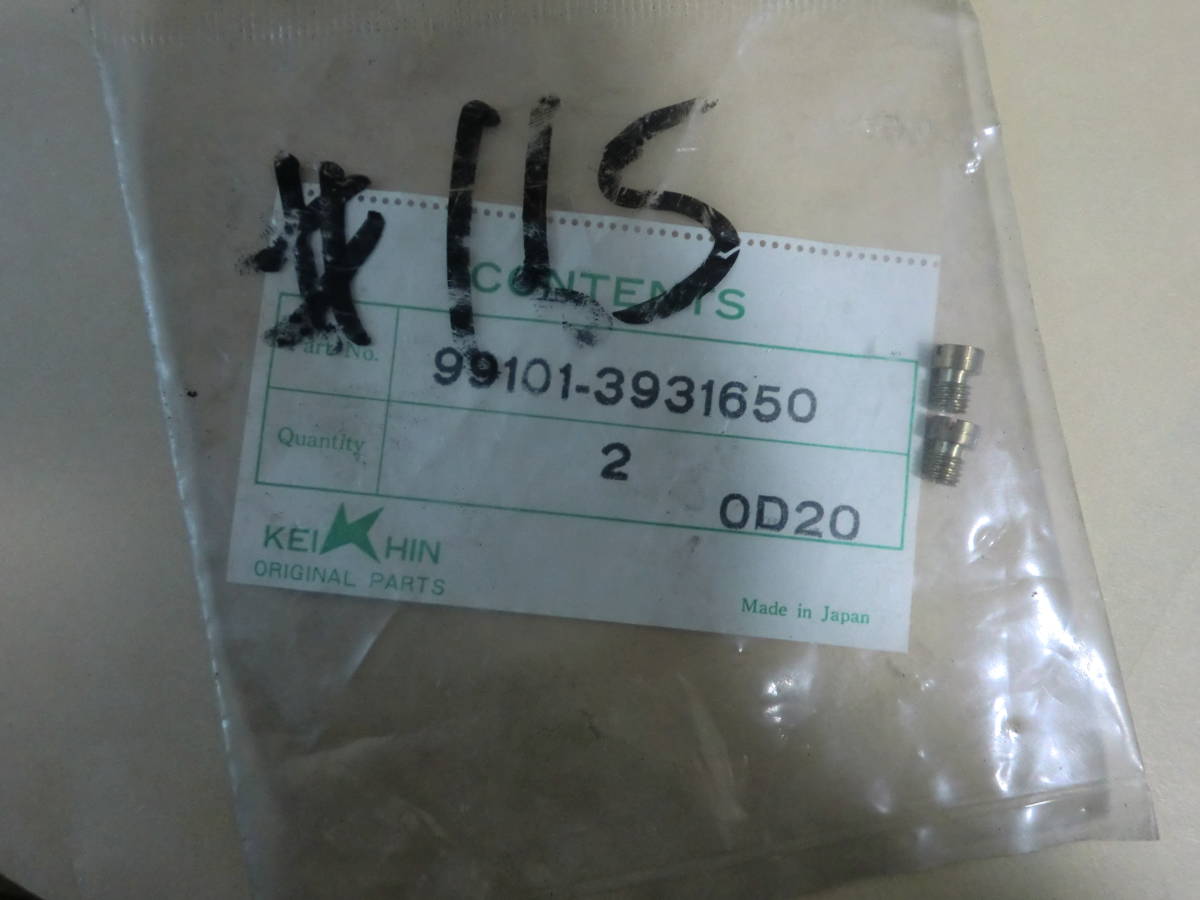 #115
CONTENTS
Part No. 99101-3931650
Quantity 2
0D20
KEIHIN
ORIGINAL PARTS
Made in Japan